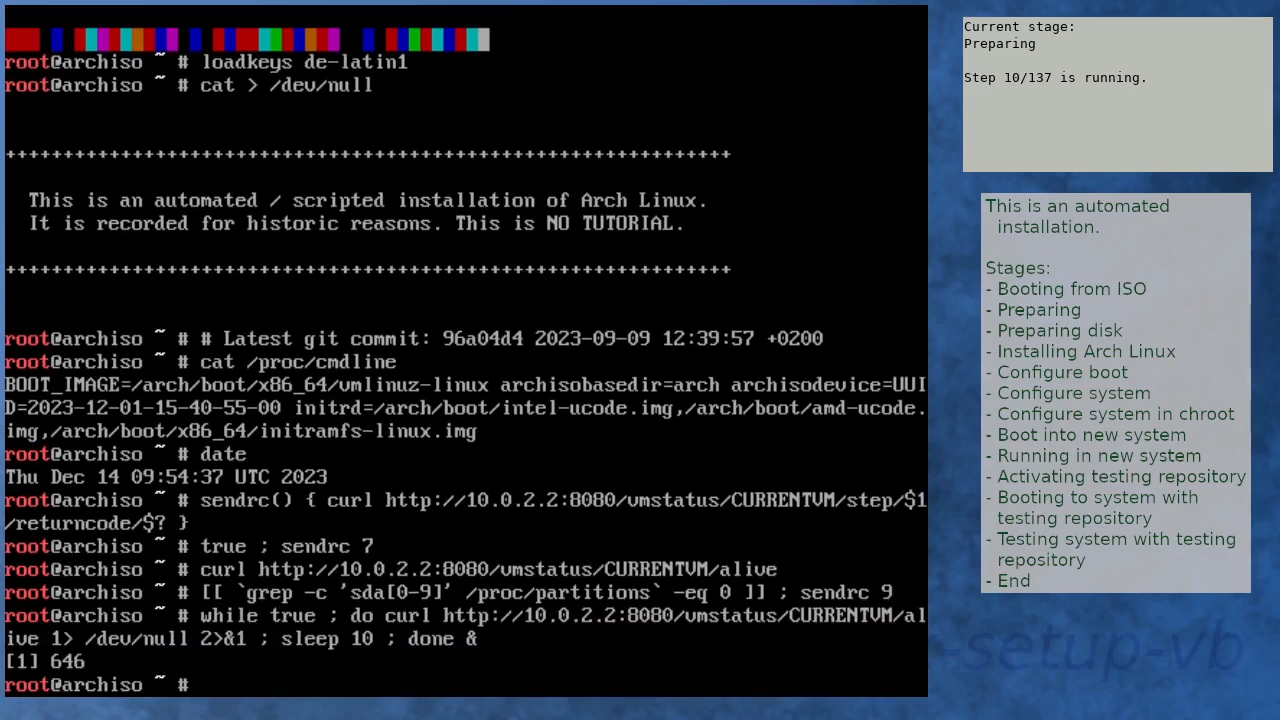 root@archiso ~ # loadkeys de-latin1
root@archiso ~ # cat > /dev/null
+++++++++++++++++++++++++++++++++++++++++++++++++++++++++++++++
This is an automated / scripted installation of Arch Linux.
It is recorded for historic reasons. This is NO TUTORIAL.
+++++++++++++++++++++++++++++++++++++++++++++++++++++++++++++++
root@archiso ~ # # Latest git commit: 96a04d4 2023-09-09 12:39:57 +0200
root@archiso ~ # cat /proc/cmdline
BOOT_IMAGE=/arch/boot/x86_64/vmlinuz-linux archisobasedir=arch archisodevice=UUI
D=2023-12-01-15-40-55-00 initrd=/arch/boot/intel-ucode.img,/arch/boot/amd-ucode.
img,/arch/boot/x86_64/initramfs-linux.img
root@archiso ~ # date
Thu Dec 14 09:54:37 UTC 2023
root@archiso ~ # sendrc() { curl http://10.0.2.2:8080/vmstatus/CURRENTVM/step/$1
/returncode/$? }
root@archiso ~ # true ; sendrc 7
root@archiso ~ # curl http://10.0.2.2:8080/vmstatus/CURRENTVM/alive
root@archiso ~ # [[ `grep -c 'sda[0-9]' /proc/partitions` -eq 0 ]] ; sendrc 9
root@archiso ~ # while true ; do curl http://10.0.2.2:8080/vmstatus/CURRENTVM/al
ive 1> /dev/null 2>&1 ; sleep 10 ; done &
[1] 646
root@archiso ~ #
Current stage:
Preparing
Step 10/137 is running.
This is an automated
installation.
Stages:
- Booting from ISO
- Preparing
- Preparing disk
- Installing Arch Linux
- Configure boot
- Configure system
- Configure system in chroot
- Boot into new system
- Running in new system
- Activating testing repository
- Booting to system with
testing repository
- Testing system with testing
repository
- End
-setup-vb